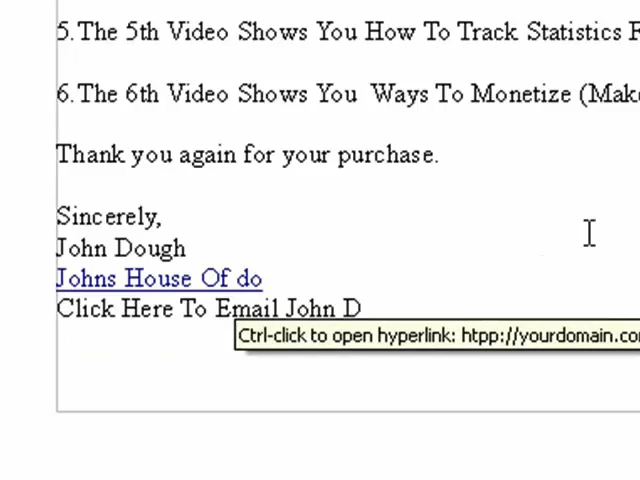 5.The 5th Video Shows You How To Track Statistics
6.The 6th Video Shows You Ways To Monetize (Make
Thank you again for your purchase.
Sincerely,
John Dough
Johns House Of do
Click Here To Email John D
Ctrl-click to open hyperlink: htpp://yourdomain.co